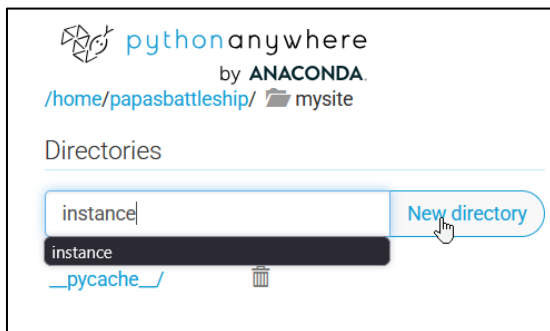 pythonanywhere
by ANACONDA.
/home/papasbattleship/ mysite
Directories
instance New directory
instance
__pycache__/